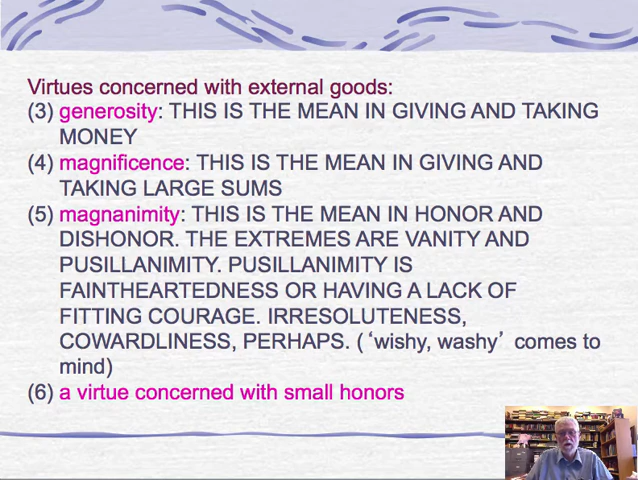 Virtues concerned with external goods:
(3) generosity: THIS IS THE MEAN IN GIVING AND TAKING
MONEY
(4) magnificence: THIS IS THE MEAN IN GIVING AND
TAKING LARGE SUMS
(5) magnanimity: THIS IS THE MEAN IN HONOR AND
DISHONOR. THE EXTREMES ARE VANITY AND
PUSILLANIMITY. PUSILLANIMITY IS
FAINTHEARTEDNESS OR HAVING A LACK OF
FITTING COURAGE. IRRESOLUTENESS,
COWARDLINESS, PERHAPS. ( ‘wishy, washy’ comes to
mind)
(6) a virtue concerned with small honors